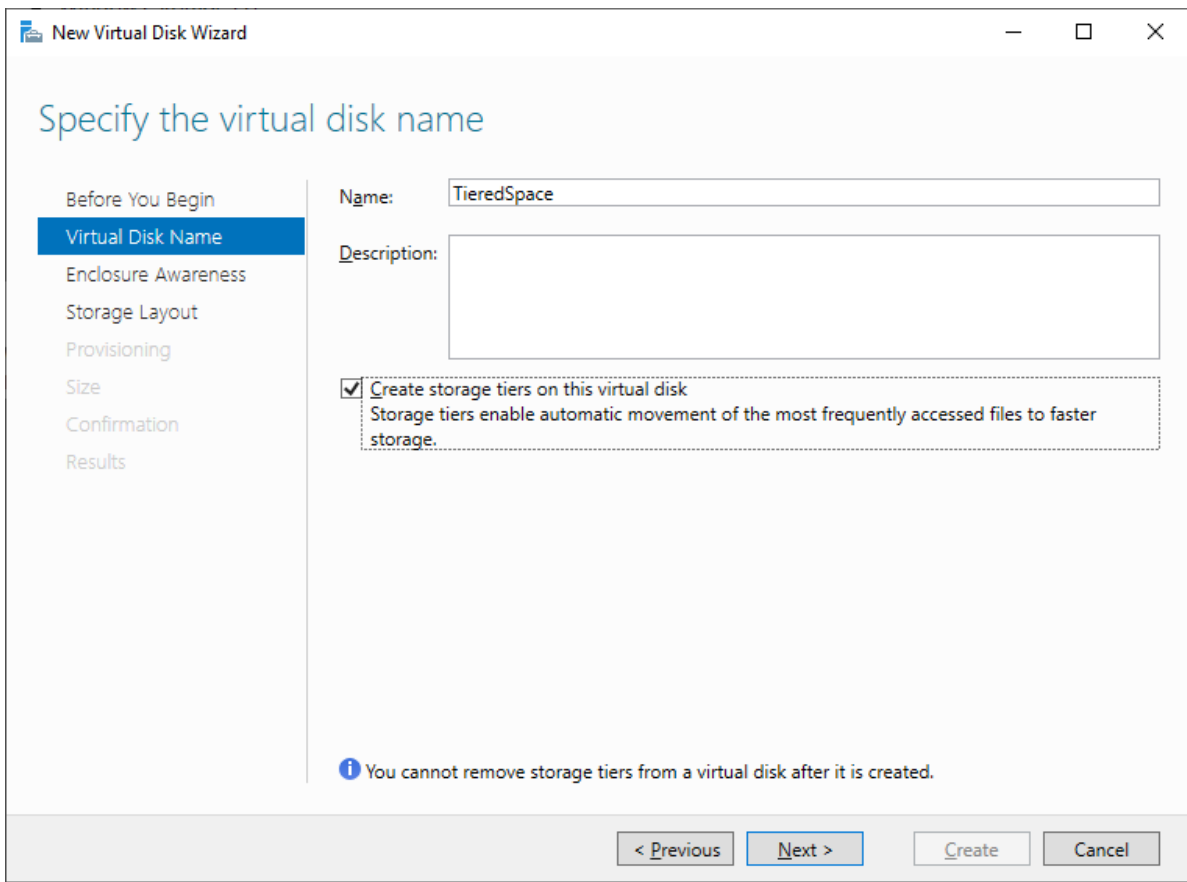 New Virtual Disk Wizard
Specify the virtual disk name
Before You Begin
Virtual Disk Name
Enclosure Awareness
Storage Layout
Provisioning
Size
Confirmation
Results
Name:
TieredSpace
Description:
Create storage tiers on this virtual disk
Storage tiers enable automatic movement of the most frequently accessed files to faster
storage.
You cannot remove storage tiers from a virtual disk after it is created.
< Previous
Next >
Create
Cancel